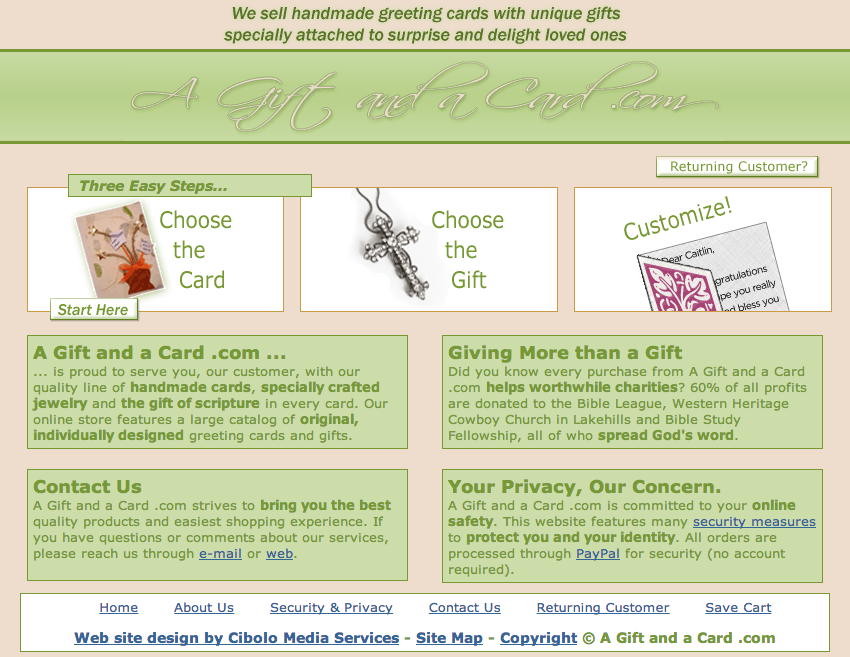 We sell handmade greeting cards with unique gifts
specially attached to surprise and delight loved ones
A Gift and a Card .com
Returning Customer?
Three Easy Steps...
Choose
the
Card
Start Here
Choose
the
Gift
Customize!
Dear Caitlin,
gratulations
pe you really
d bless you
A Gift and a Card .com ...
... is proud to serve you, our customer, with our
quality line of handmade cards, specially crafted
jewelry and the gift of scripture in every card. Our
online store features a large catalog of original,
individually designed greeting cards and gifts.
Giving More than a Gift
Did you know every purchase from A Gift and a Card
.com helps worthwhile charities? 60% of all profits
are donated to the Bible League, Western Heritage
Cowboy Church in Lakehills and Bible Study
Fellowship, all of who spread God's word.
Contact Us
A Gift and a Card .com strives to bring you the best
quality products and easiest shopping experience. If
you have questions or comments about our services,
please reach us through e-mail or web.
Your Privacy, Our Concern.
A Gift and a Card .com is committed to your online
safety. This website features many security measures
to protect you and your identity. All orders are
processed through PayPal for security (no account
required).
Home About Us Security & Privacy Contact Us Returning Customer Save Cart
Web site design by Cibolo Media Services - Site Map - Copyright © A Gift and a Card .com